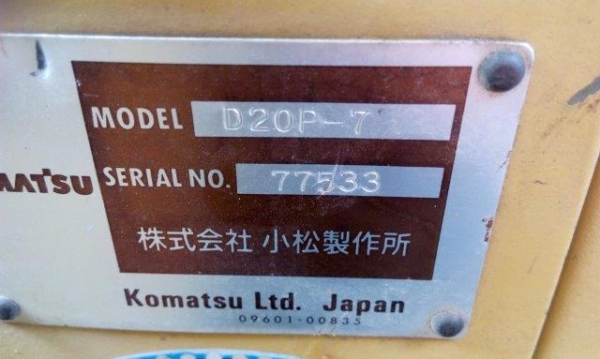 MODEL D20P-7
MATSU SERIAL NO. 77533
株式会社 小松製作所
Komatsu Ltd. Japan
09601-00835